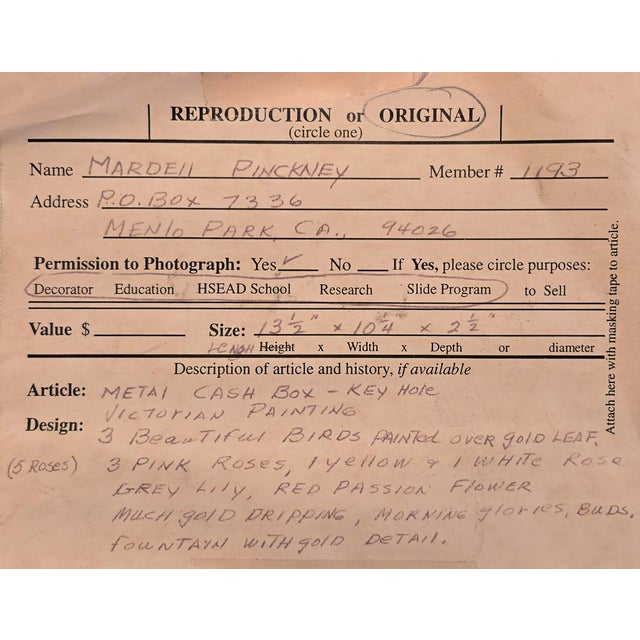 REPRODUCTION or ORIGINAL
(circle one)
Name MARDEll PINCKNEY Member # 1193
Address P.O. BOX 7336
MENlO PARK, CA., 94026
Permission to Photograph: Yes ✓ No __ If Yes, please circle purposes:
Decorator Education HSEAD School Research Slide Program to Sell
Value $ ____ Size: 13 1/2" x 10 1/4" x 2 1/2"
Height x Width x Depth or diameter
Description of article and history, if available
Article: METAl CASH BOX – KEY HOlE
Design: VICTORIAN PAINTING
3 BEAUTIFUl BIRDS PAINTED OVER GOLD LEAF.
(5 ROSES) 3 PINK ROSES, 1 yEllOW & 1 WHITE ROSE
GREY LIly, RED PASSION FlOWER
MUCH gOlD DRIPPING, MORNING glORIES, BUDS,
FOUNTAIN WITH gOlD DETAIL.
Attach here with masking tape to article.